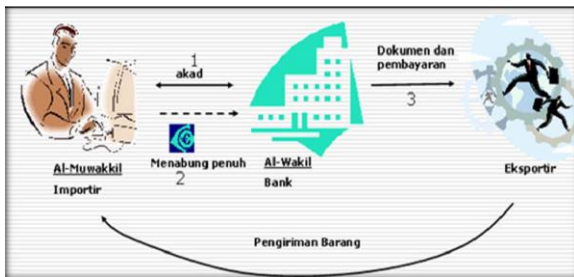 1
akad
Dokumen dan
pembayaran
3
Menabung penuh
2
Al-Muwakkil
Importir
Al-Wakil
Bank
Eksportir
Pengiriman Barang